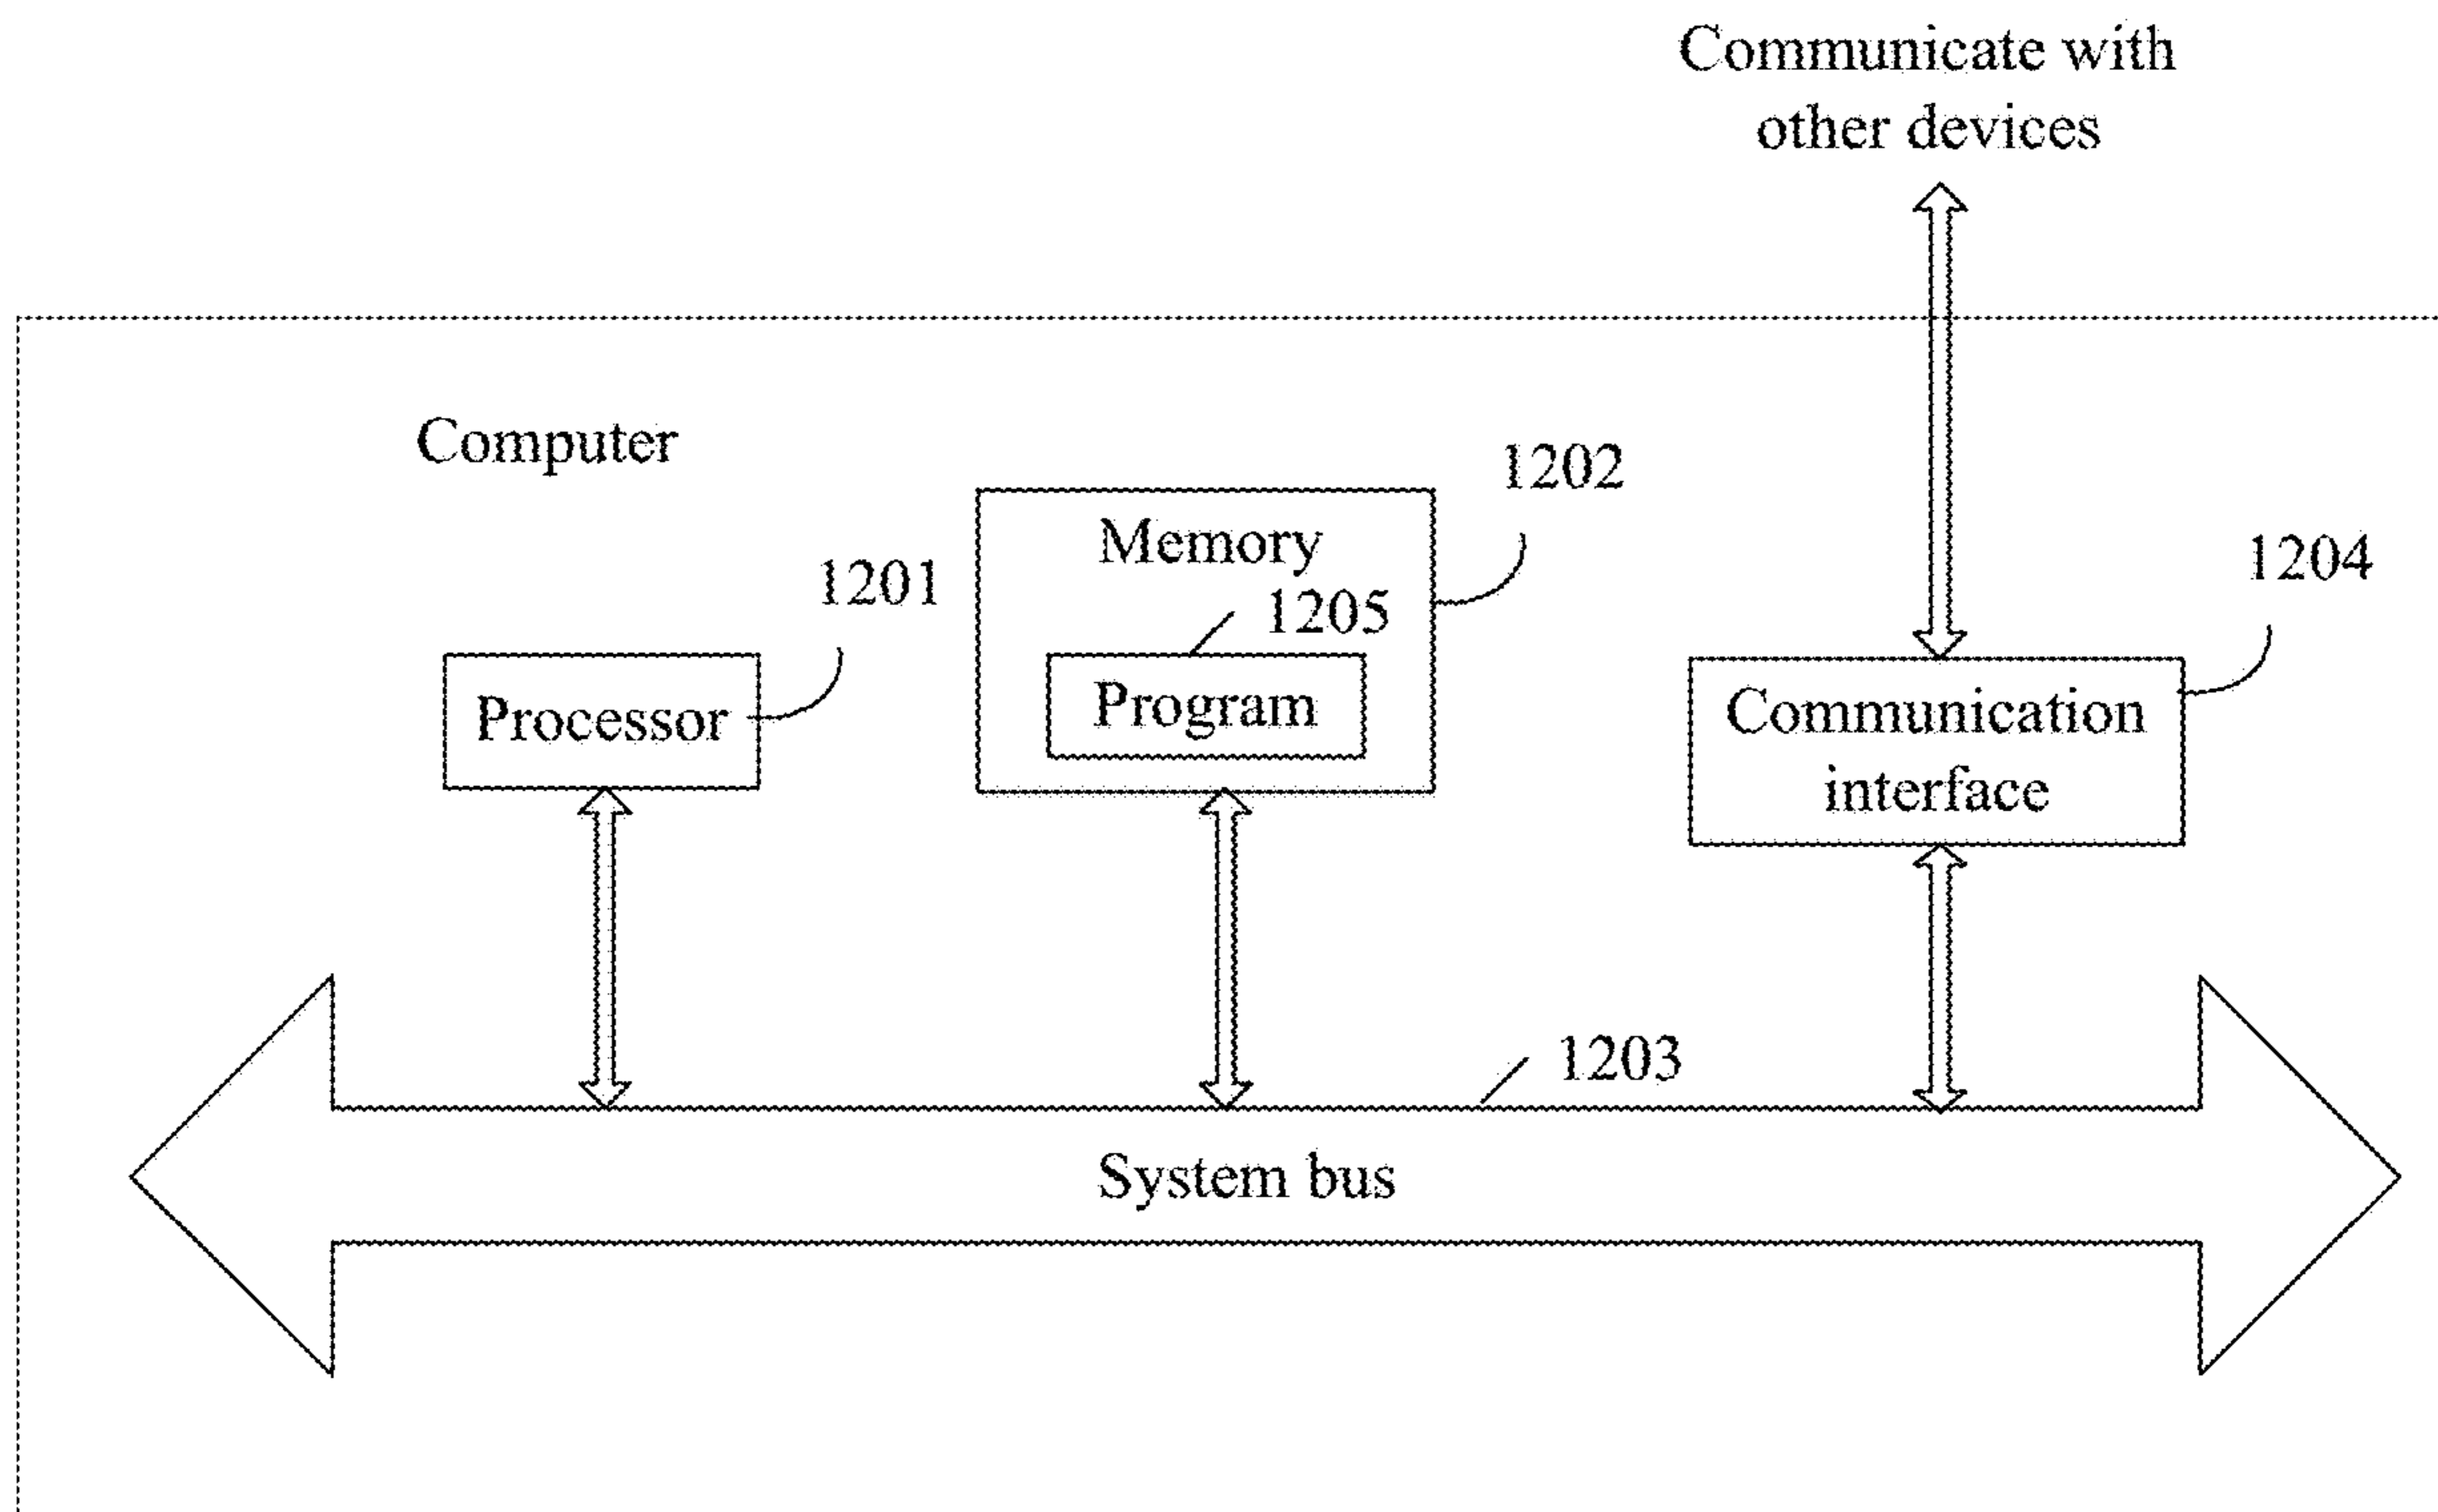 Communicate with
other devices
Computer
1202
Memory
1204
1201
1205
Processor
Program
Communication
interface
1203
System bus